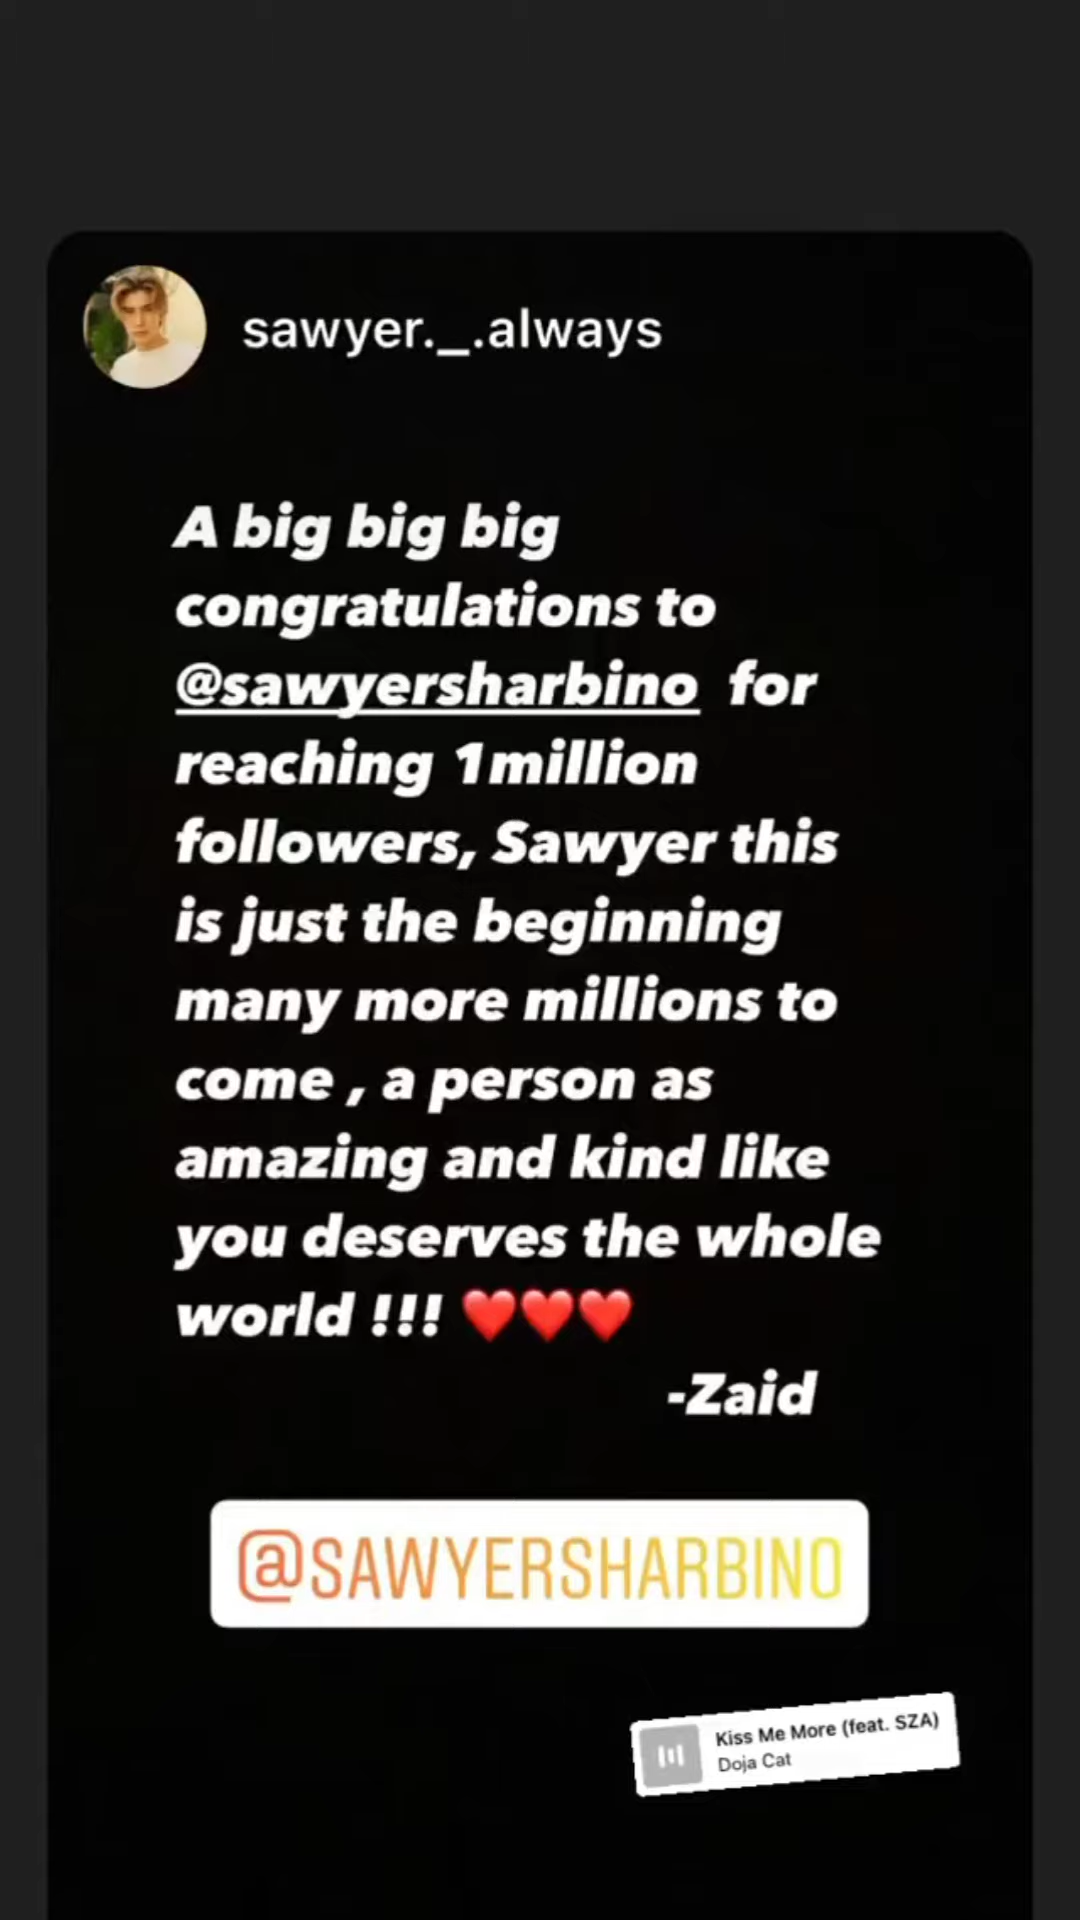 sawyer._.always
A big big big
congratulations to
@sawyersharbino for
reaching 1million
followers, Sawyer this
is just the beginning
many more millions to
come , a person as
amazing and kind like
you deserves the whole
world !!! ❤️❤️❤️
-Zaid
@SAWYERSHARBINO
Kiss Me More (feat. SZA)
Doja Cat